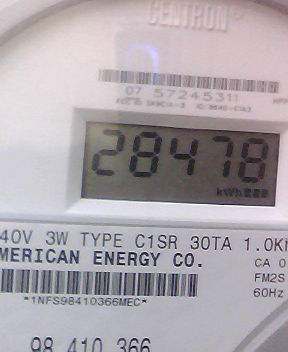 CENTRON
07 57245311
28478
kWh
40V 3W TYPE C1SR 30TA 1.0K
MERICAN ENERGY CO.
CA 0
FM2S
60Hz
*1NFS98410366MEC*
98 410 366